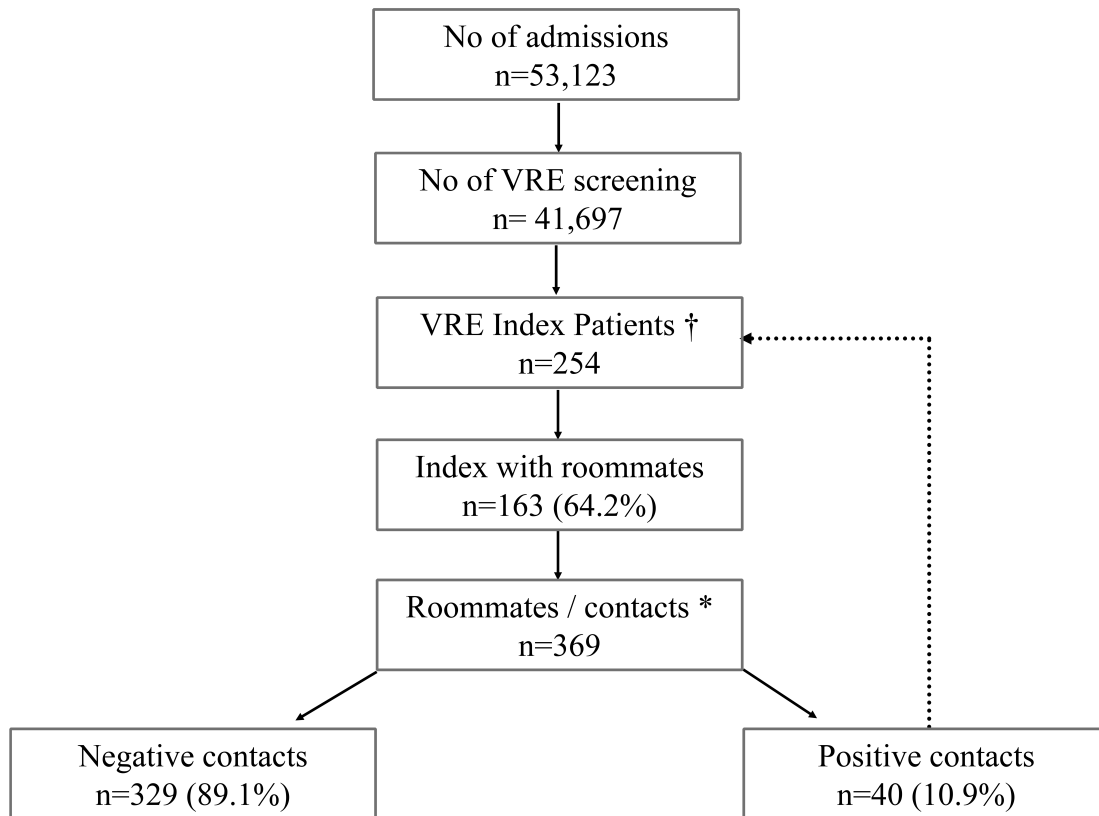 No of admissions
n=53,123
No of VRE screening
n= 41,697
VRE Index Patients †
n=254
Index with roommates
n=163 (64.2%)
Roommates / contacts *
n=369
Negative contacts
n=329 (89.1%)
Positive contacts
n=40 (10.9%)